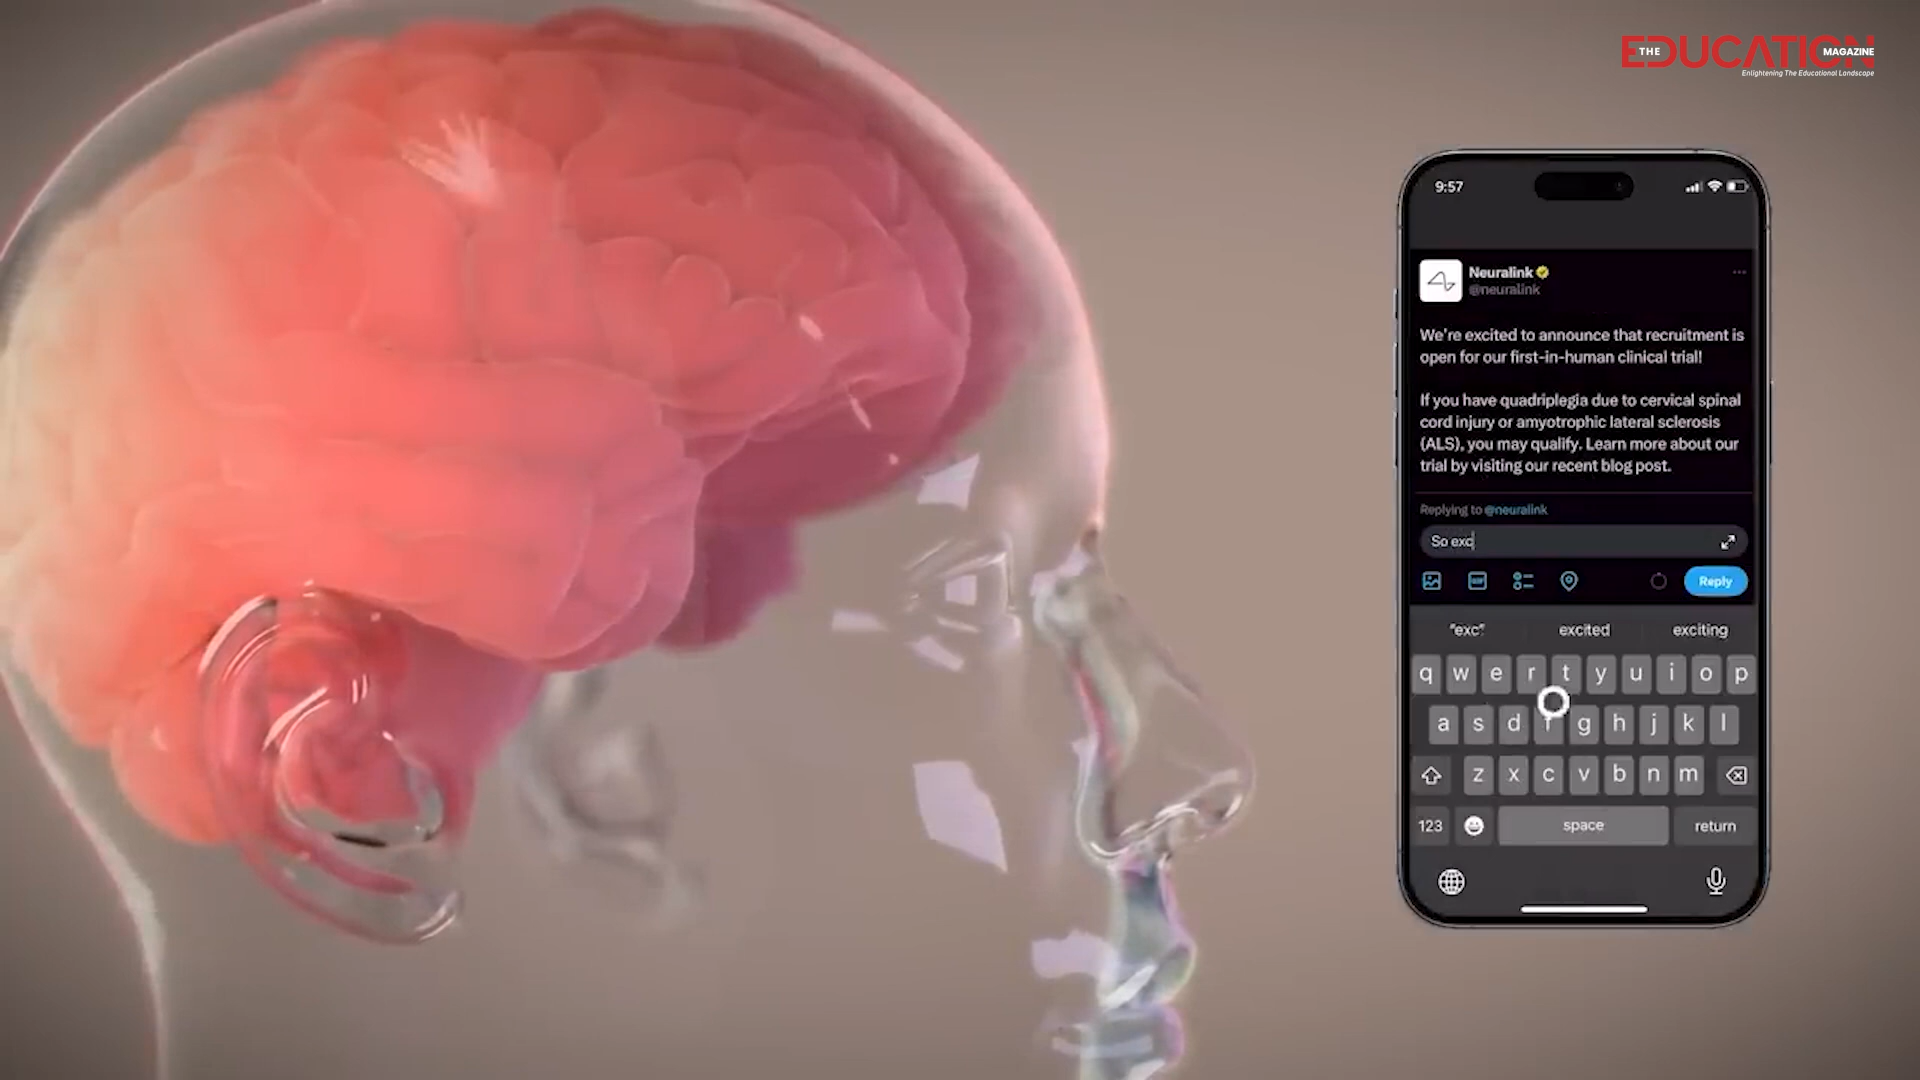 THE EDUCATION MAGAZINE
Enlightening The Educational Landscape
9:57
Neuralink
@neuralink
We're excited to announce that recruitment is
open for our first-in-human clinical trial!
If you have quadriplegia due to cervical spinal
cord injury or amyotrophic lateral sclerosis
(ALS), you may qualify. Learn more about our
trial by visiting our recent blog post.
Replying to @neuralink
So exc
GIF
Reply
"exc" excited exciting
q w e r t y u i o p
a s d f g h j k l
z x c v b n m
123 space return